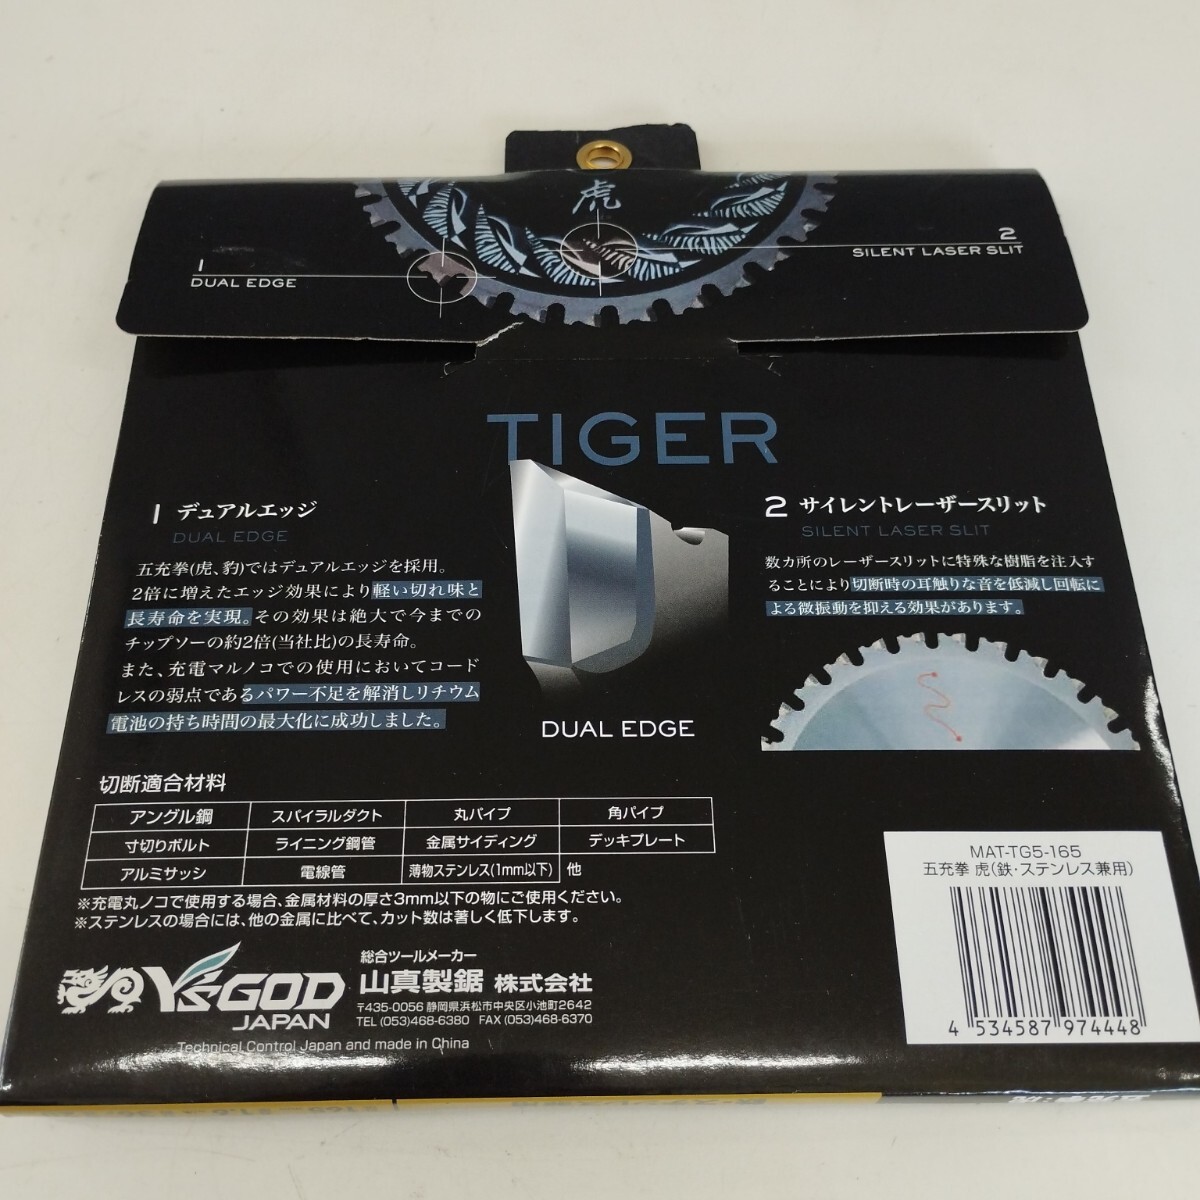 虎
1
DUAL EDGE
2
SILENT LASER SLIT
TIGER
1 デュアルエッジ
DUAL EDGE
五充拳(虎、豹)ではデュアルエッジを採用。
2倍に増えたエッジ効果により軽い切れ味と
長寿命を実現。その効果は絶大で今までの
チップソーの約2倍(当社比)の長寿命。
また、充電マルノコでの使用においてコード
レスの弱点であるパワー不足を解消しリチウム
電池の持ち時間の最大化に成功しました。
DUAL EDGE
2 サイレントレーザースリット
SILENT LASER SLIT
数カ所のレーザースリットに特殊な樹脂を注入す
ることにより切断時の耳触りな音を低減し回転に
よる微振動を抑える効果があります。
切断適合材料
アングル鋼 スパイラルダクト 丸パイプ 角パイプ
寸切りボルト ライニング鋼管 金属サイディング デッキプレート
アルミサッシ 電線管 薄物ステンレス(1mm以下) 他
※充電丸ノコで使用する場合、金属材料の厚さ3mm以下の物にご使用ください。
※ステンレスの場合には、他の金属に比べて、カット数は著しく低下します。
Y'SGOD
JAPAN
総合ツールメーカー
山真製鋸 株式会社
〒435-0056 静岡県浜松市中央区小池町2642
TEL (053)468-6380 FAX (053)468-6370
Technical Control Japan and made in China
MAT-TG5-165
五充拳 虎(鉄・ステンレス兼用)
4 534587 974448